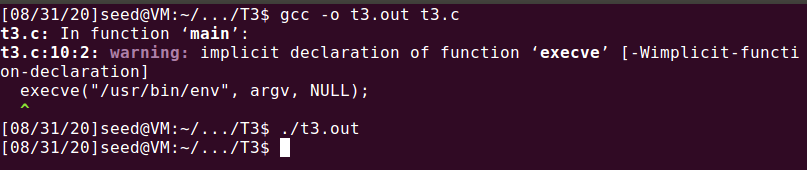 [08/31/20]seed@VM:~/.../T3$ gcc -o t3.out t3.c
t3.c: In function ‘main’:
t3.c:10:2: warning: implicit declaration of function ‘execve’ [-Wimplicit-functi
on-declaration]
  execve("/usr/bin/env", argv, NULL);
  ^
[08/31/20]seed@VM:~/.../T3$ ./t3.out
[08/31/20]seed@VM:~/.../T3$